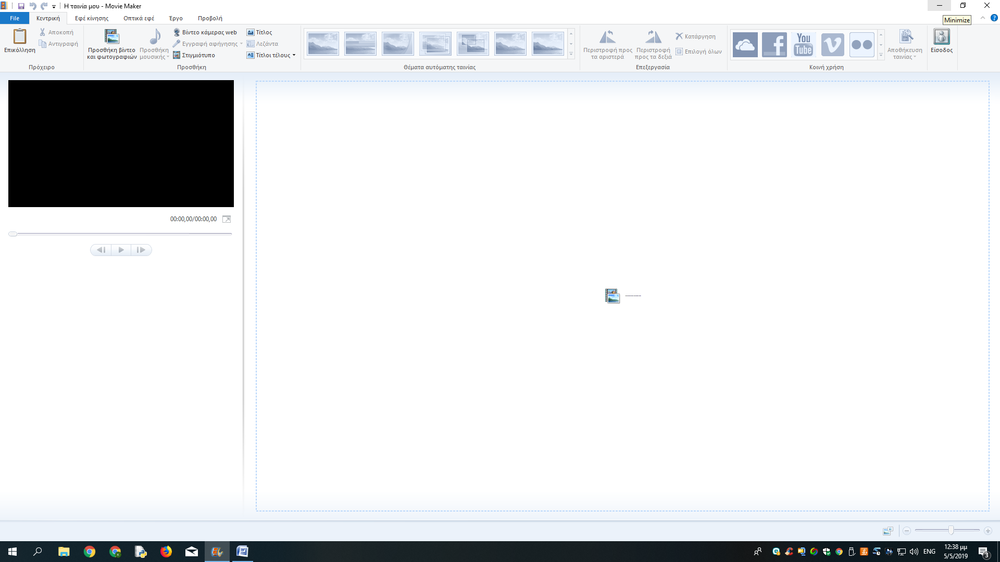 Η ταινία μου - Movie Maker
Minimize
File Κεντρική Εφέ κίνησης Οπτικά εφέ Έργο Προβολή
Επικόλληση
Αποκοπή
Αντιγραφή
Πρόχειρο
Προσθήκη βίντεο
και φωτογραφιών
Προσθήκη
μουσικής
Βίντεο κάμερας web
Εγγραφή αφήγησης
Στιγμιότυπο
Τίτλος
Λεζάντα
Τίτλοι τέλους
Προσθήκη
Θέματα αυτόματης ταινίας
Περιστροφή προς
τα αριστερά
Περιστροφή
προς τα δεξιά
Κατάργηση
Επιλογή όλων
Επεξεργασία
You
Tube
Κοινή χρήση
Αποθήκευση
ταινίας
Είσοδος
00:00,00/00:00,00
ENG
12:38 μμ
5/5/2019
3